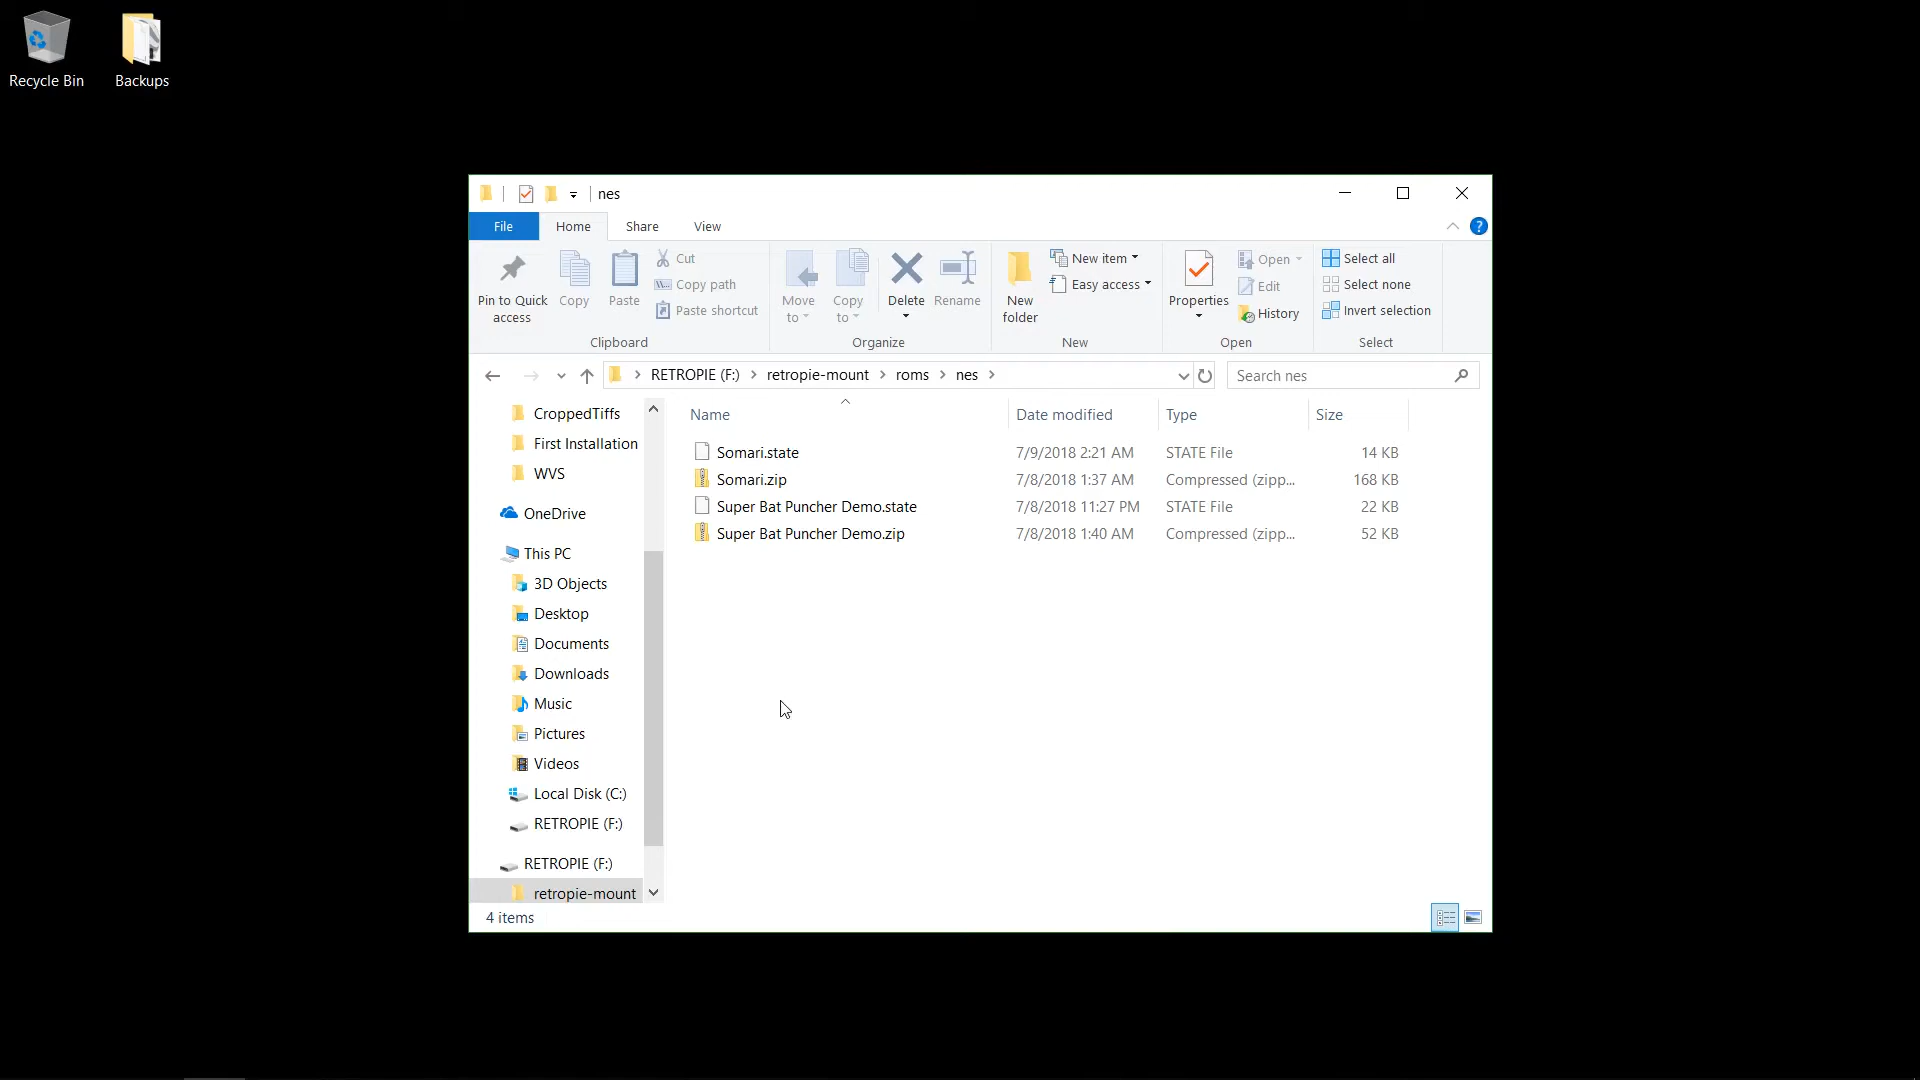 Recycle Bin
Backups
nes
File Home Share View
Pin to Quick access
Copy
Paste
Cut
Copy path
Paste shortcut
Clipboard
Move to
Copy to
Delete
Rename
Organize
New folder
New item
Easy access
New
Properties
Open
Edit
History
Open
Select all
Select none
Invert selection
Select
RETROPIE (F:) > retropie-mount > roms > nes >
Search nes
CroppedTiffs
First Installation
WVS
OneDrive
This PC
3D Objects
Desktop
Documents
Downloads
Music
Pictures
Videos
Local Disk (C:)
RETROPIE (F:)
RETROPIE (F:)
retropie-mount
Name Date modified Type Size
Somari.state 7/9/2018 2:21 AM STATE File 14 KB
Somari.zip 7/8/2018 1:37 AM Compressed (zipp... 168 KB
Super Bat Puncher Demo.state 7/8/2018 11:27 PM STATE File 22 KB
Super Bat Puncher Demo.zip 7/8/2018 1:40 AM Compressed (zipp... 52 KB
4 items